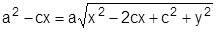 a² − cx = a√(x² − 2cx + c² + y²)